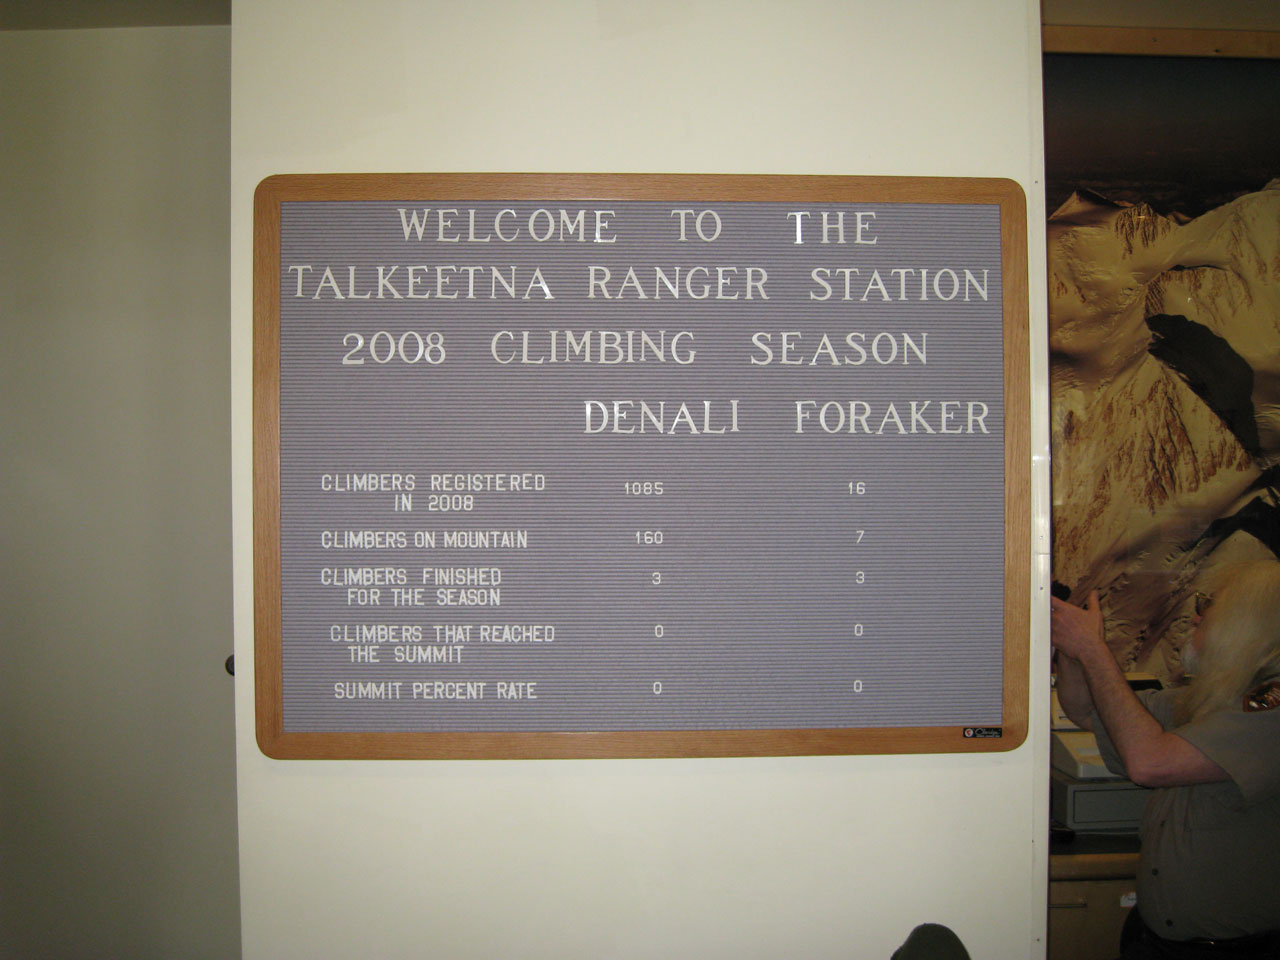 WELCOME TO THE
TALKEETNA RANGER STATION
2008 CLIMBING SEASON
DENALI FORAKER
CLIMBERS REGISTERED
IN 2008 1085 16
CLIMBERS ON MOUNTAIN 160 7
CLIMBERS FINISHED
FOR THE SEASON 3 3
CLIMBERS THAT REACHED
THE SUMMIT 0 0
SUMMIT PERCENT RATE 0 0